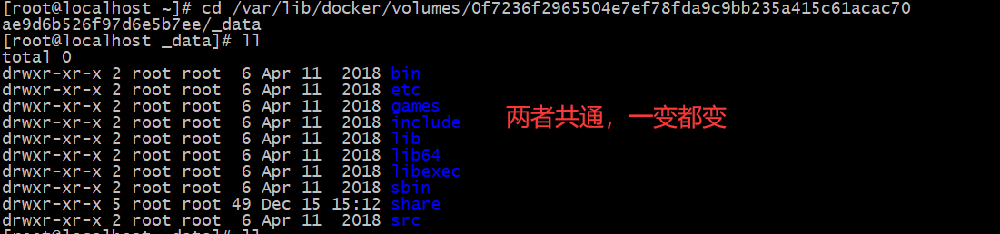 [root@localhost ~]# cd /var/lib/docker/volumes/0f7236f2965504e7ef78fda9c9bb235a415c61acac70
ae9d6b526f97d6e5b7ee/_data
[root@localhost _data]# ll
total 0
drwxr-xr-x 2 root root  6 Apr 11  2018 bin
drwxr-xr-x 2 root root  6 Apr 11  2018 etc
drwxr-xr-x 2 root root  6 Apr 11  2018 games
drwxr-xr-x 2 root root  6 Apr 11  2018 include
两者共通，一变都变
drwxr-xr-x 2 root root  6 Apr 11  2018 lib
drwxr-xr-x 2 root root  6 Apr 11  2018 lib64
drwxr-xr-x 2 root root  6 Apr 11  2018 libexec
drwxr-xr-x 2 root root  6 Apr 11  2018 sbin
drwxr-xr-x 5 root root 49 Dec 15 15:12 share
drwxr-xr-x 2 root root  6 Apr 11  2018 src